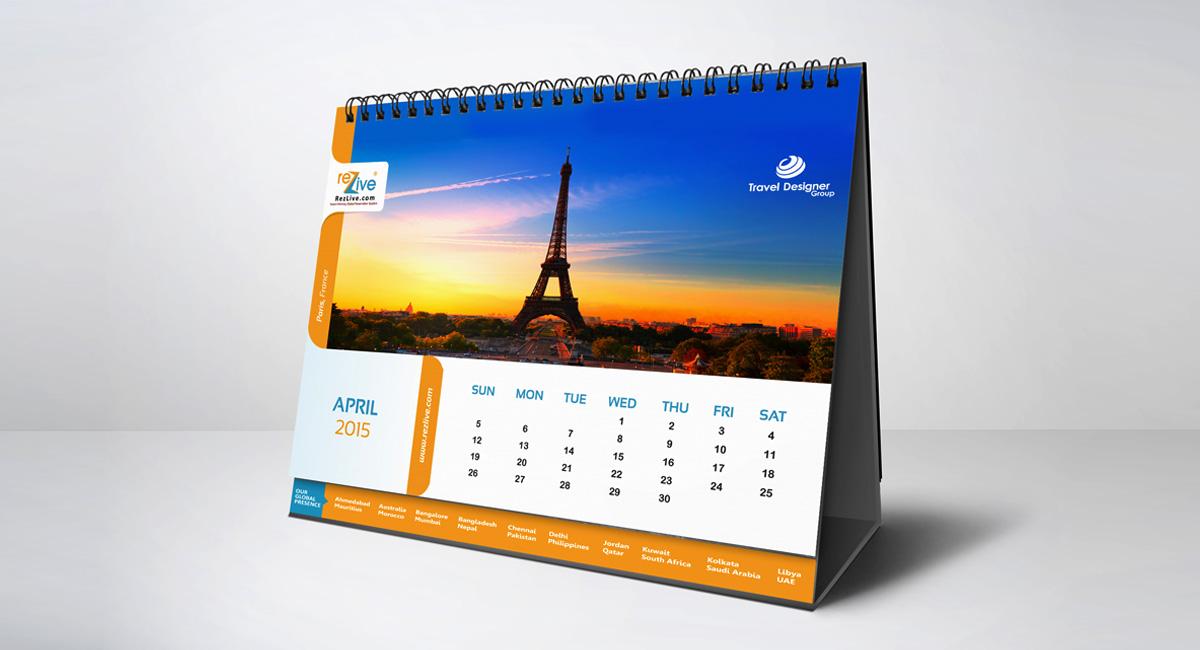 reZlive®
RezLive.com
Travel Designer
Group
Paris, France
APRIL
2015
www.rezlive.com
SUN MON TUE WED THU FRI SAT
1 2 3 4
5 6 7 8 9 10 11
12 13 14 15 16 17 18
19 20 21 22 23 24 25
26 27 28 29 30
OUR
GLOBAL
PRESENCE
Ahmedabad Australia Bangalore Bangladesh Chennai Delhi Jordan Kuwait Kolkata Libya
Mauritius Morocco Mumbai Nepal Pakistan Philippines Qatar South Africa Saudi Arabia UAE